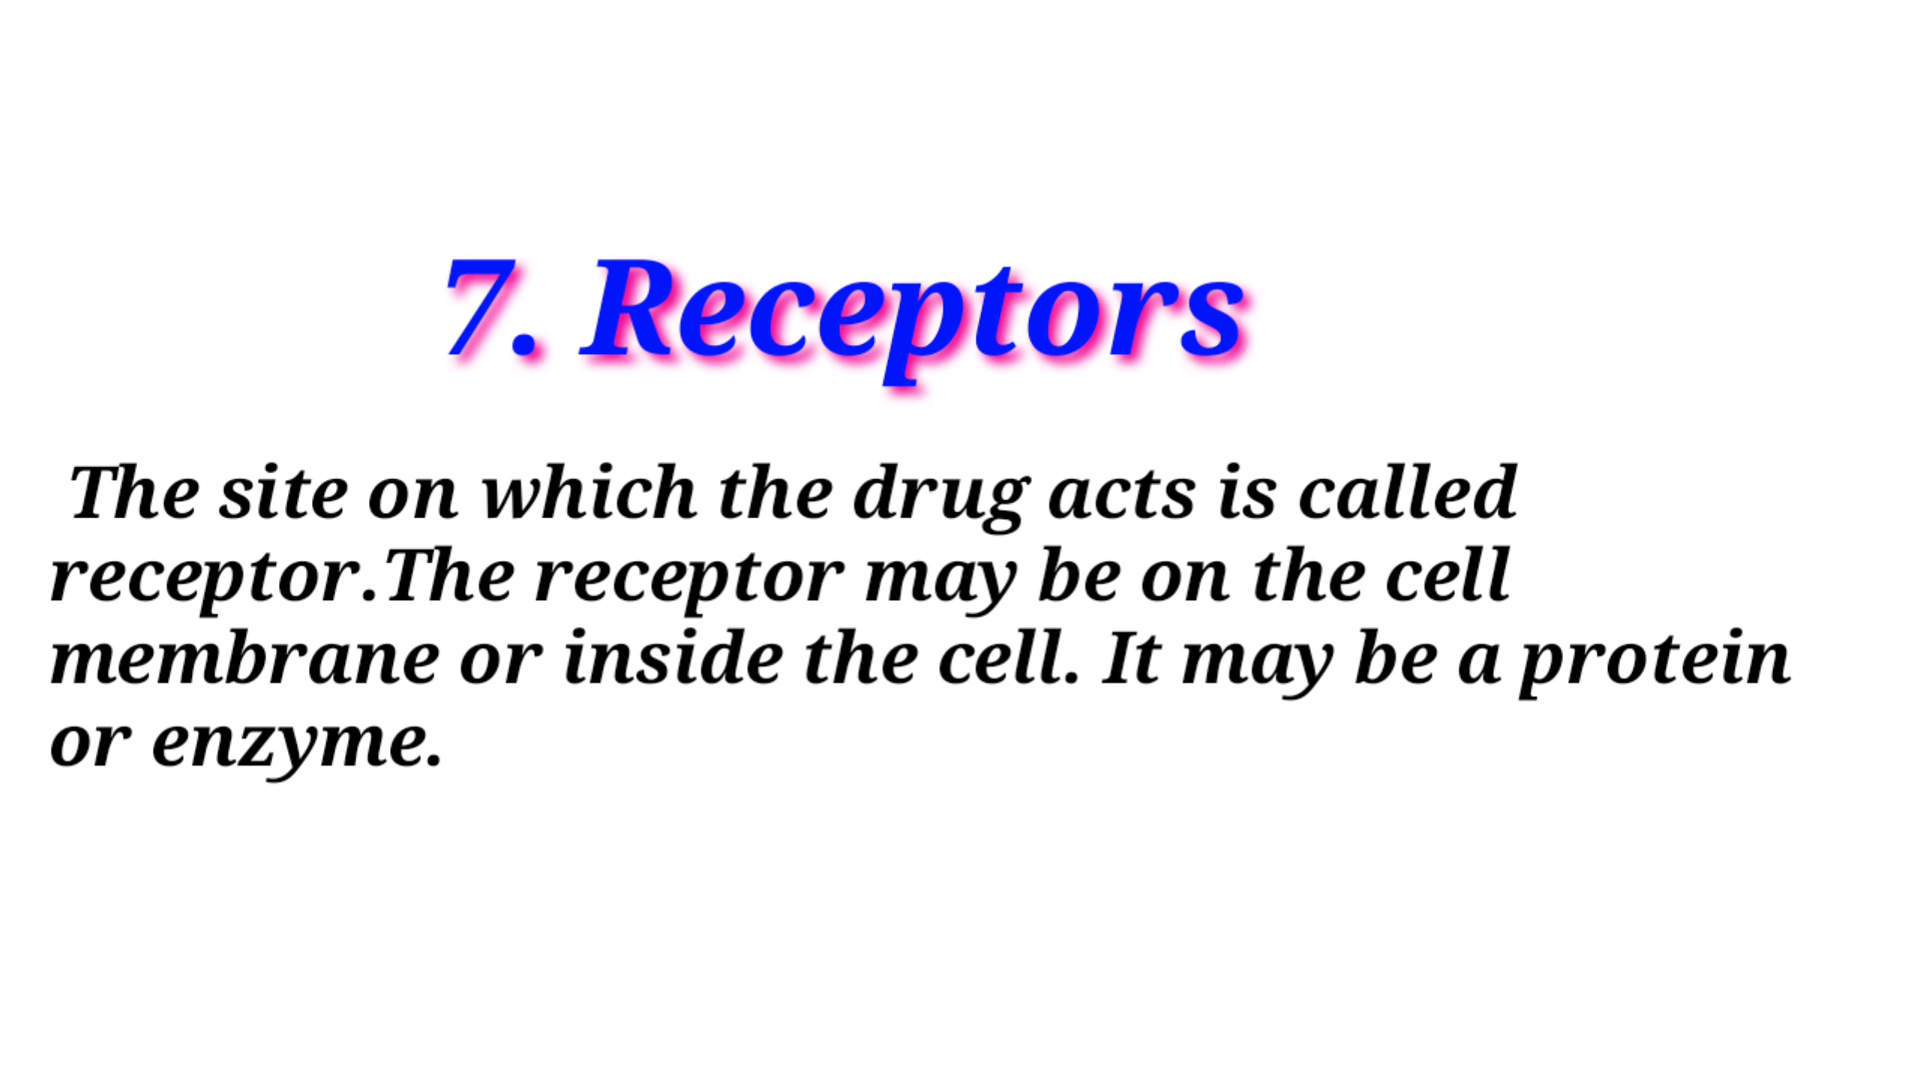 7. Receptors
The site on which the drug acts is called
receptor.The receptor may be on the cell
membrane or inside the cell. It may be a protein
or enzyme.